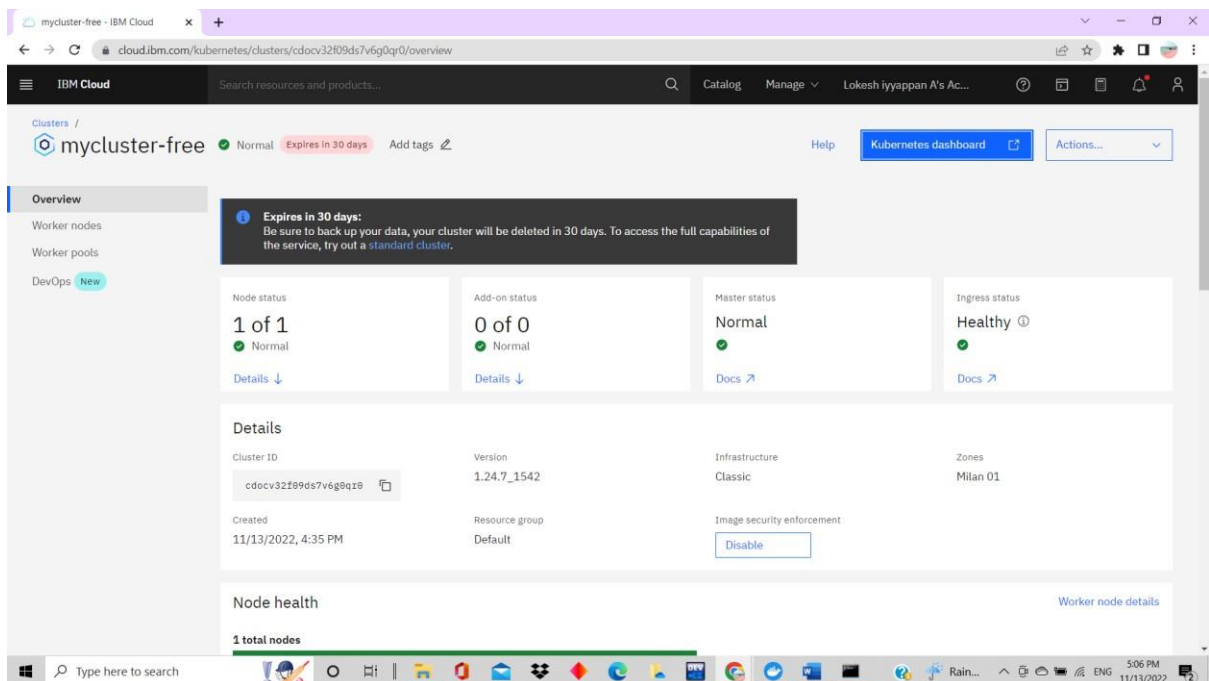 mycluster-free - IBM Cloud
cloud.ibm.com/kubernetes/clusters/cdocv32f09ds7v6g0qr0/overview
IBM Cloud
Search resources and products...
Catalog
Manage
Lokesh iyyappan A's Ac...
Clusters /
mycluster-free
Normal
Expires in 30 days
Add tags
Help
Kubernetes dashboard
Actions...
Overview
Worker nodes
Worker pools
DevOps New
Expires in 30 days:
Be sure to back up your data, your cluster will be deleted in 30 days. To access the full capabilities of
the service, try out a standard cluster.
Node status
1 of 1
Normal
Details
Add-on status
0 of 0
Normal
Details
Master status
Normal
Docs
Ingress status
Healthy
Docs
Details
Cluster ID
cdocv32f09ds7v6g0qr0
Version
1.24.7_1542
Infrastructure
Classic
Zones
Milan 01
Created
11/13/2022, 4:35 PM
Resource group
Default
Image security enforcement
Disable
Node health
Worker node details
1 total nodes
Type here to search
Rain...
ENG
5:06 PM
11/13/2022
2